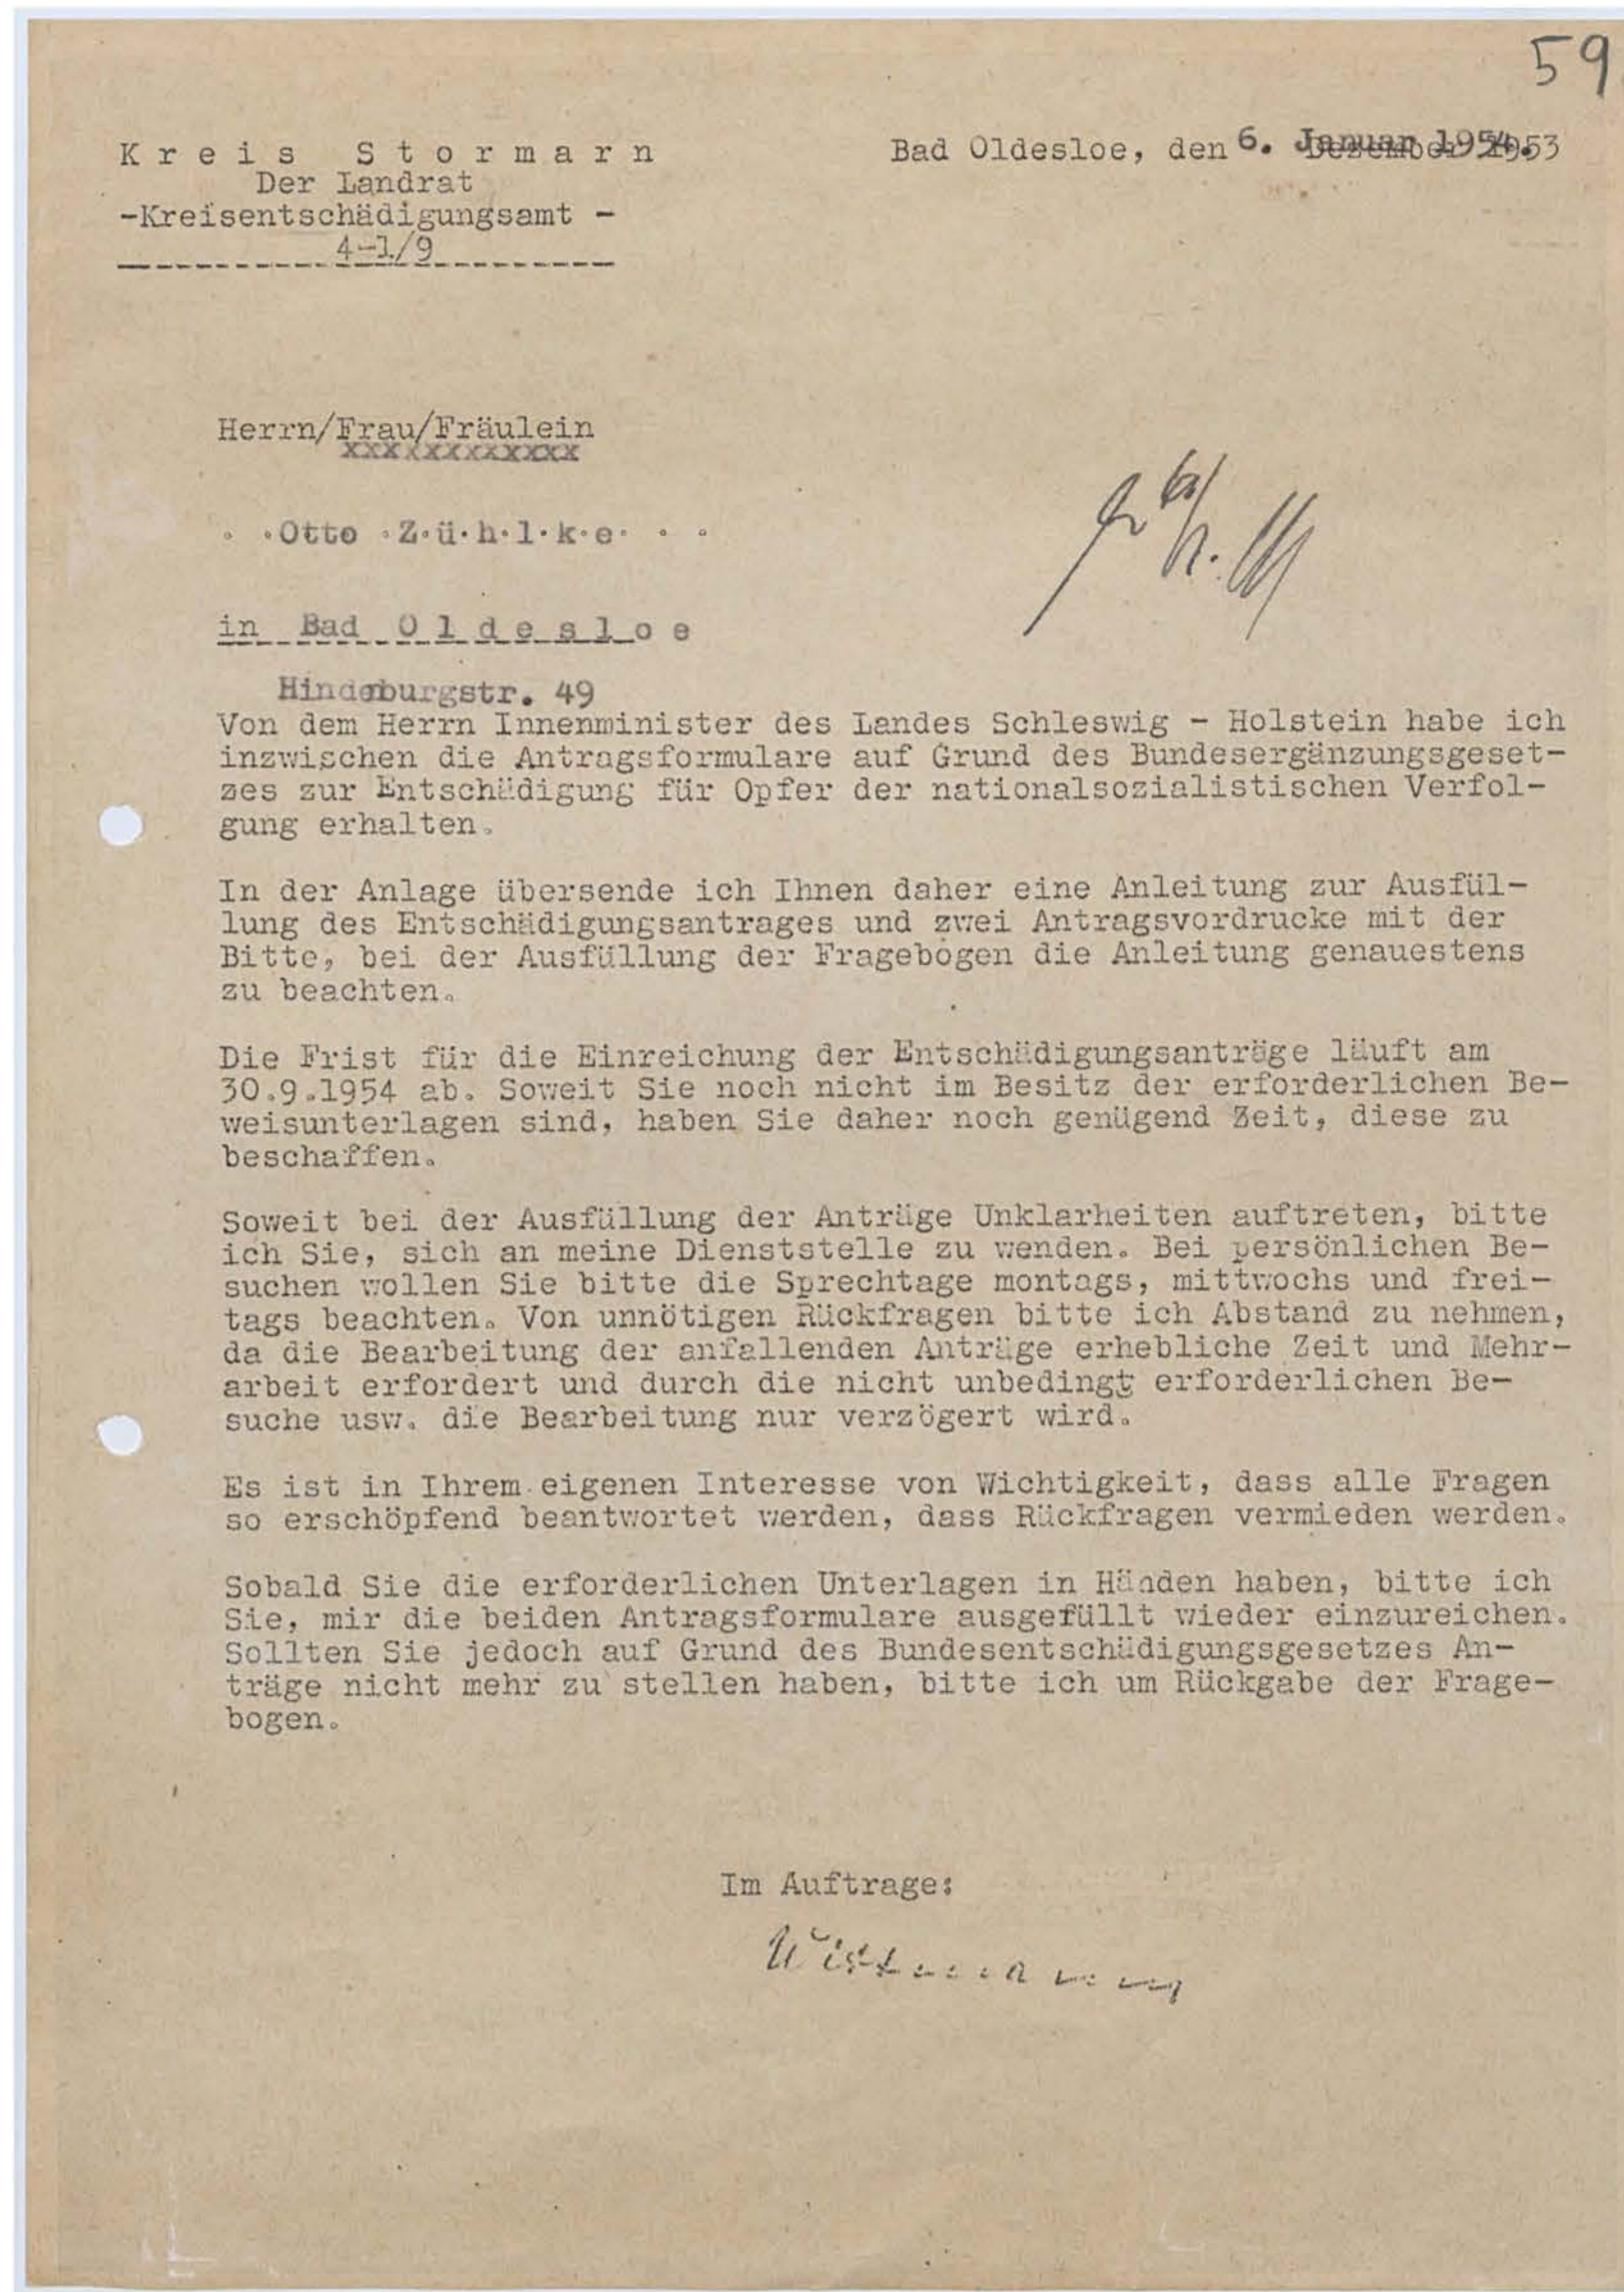 59
Kreis Stormarn
Der Landrat
-Kreisentschädigungsamt -
4-1/9
Bad Oldesloe, den 6. Januar 1954.
Herrn/Frau/Fräulein
xxxxxxxxxxxx
Otto Zühlke
in Bad Oldesloe
Hindeburgstr. 49
Von dem Herrn Innenminister des Landes Schleswig - Holstein habe ich
inzwischen die Antragsformulare auf Grund des Bundesergänzungsgeset-
zes zur Entschädigung für Opfer der nationalsozialistischen Verfol-
gung erhalten.
In der Anlage übersende ich Ihnen daher eine Anleitung zur Ausfül-
lung des Entschädigungsantrages und zwei Antragsvordrucke mit der
Bitte, bei der Ausfüllung der Fragebögen die Anleitung genauestens
zu beachten.
Die Frist für die Einreichung der Entschädigungsanträge läuft am
30.9.1954 ab. Soweit Sie noch nicht im Besitz der erforderlichen Be-
weisunterlagen sind, haben Sie daher noch genügend Zeit, diese zu
beschaffen.
Soweit bei der Ausfüllung der Anträge Unklarheiten auftreten, bitte
ich Sie, sich an meine Dienststelle zu wenden. Bei persönlichen Be-
suchen wollen Sie bitte die Sprechtage montags, mittwochs und frei-
tags beachten. Von unnötigen Rückfragen bitte ich Abstand zu nehmen,
da die Bearbeitung der anfallenden Anträge erhebliche Zeit und Mehr-
arbeit erfordert und durch die nicht unbedingt erforderlichen Be-
suche usw. die Bearbeitung nur verzögert wird.
Es ist in Ihrem eigenen Interesse von Wichtigkeit, dass alle Fragen
so erschöpfend beantwortet werden, dass Rückfragen vermieden werden.
Sobald Sie die erforderlichen Unterlagen in Händen haben, bitte ich
Sie, mir die beiden Antragsformulare ausgefüllt wieder einzureichen.
Sollten Sie jedoch auf Grund des Bundesentschädigungsgesetzes An-
träge nicht mehr zu stellen haben, bitte ich um Rückgabe der Frage-
bogen.
Im Auftrage: